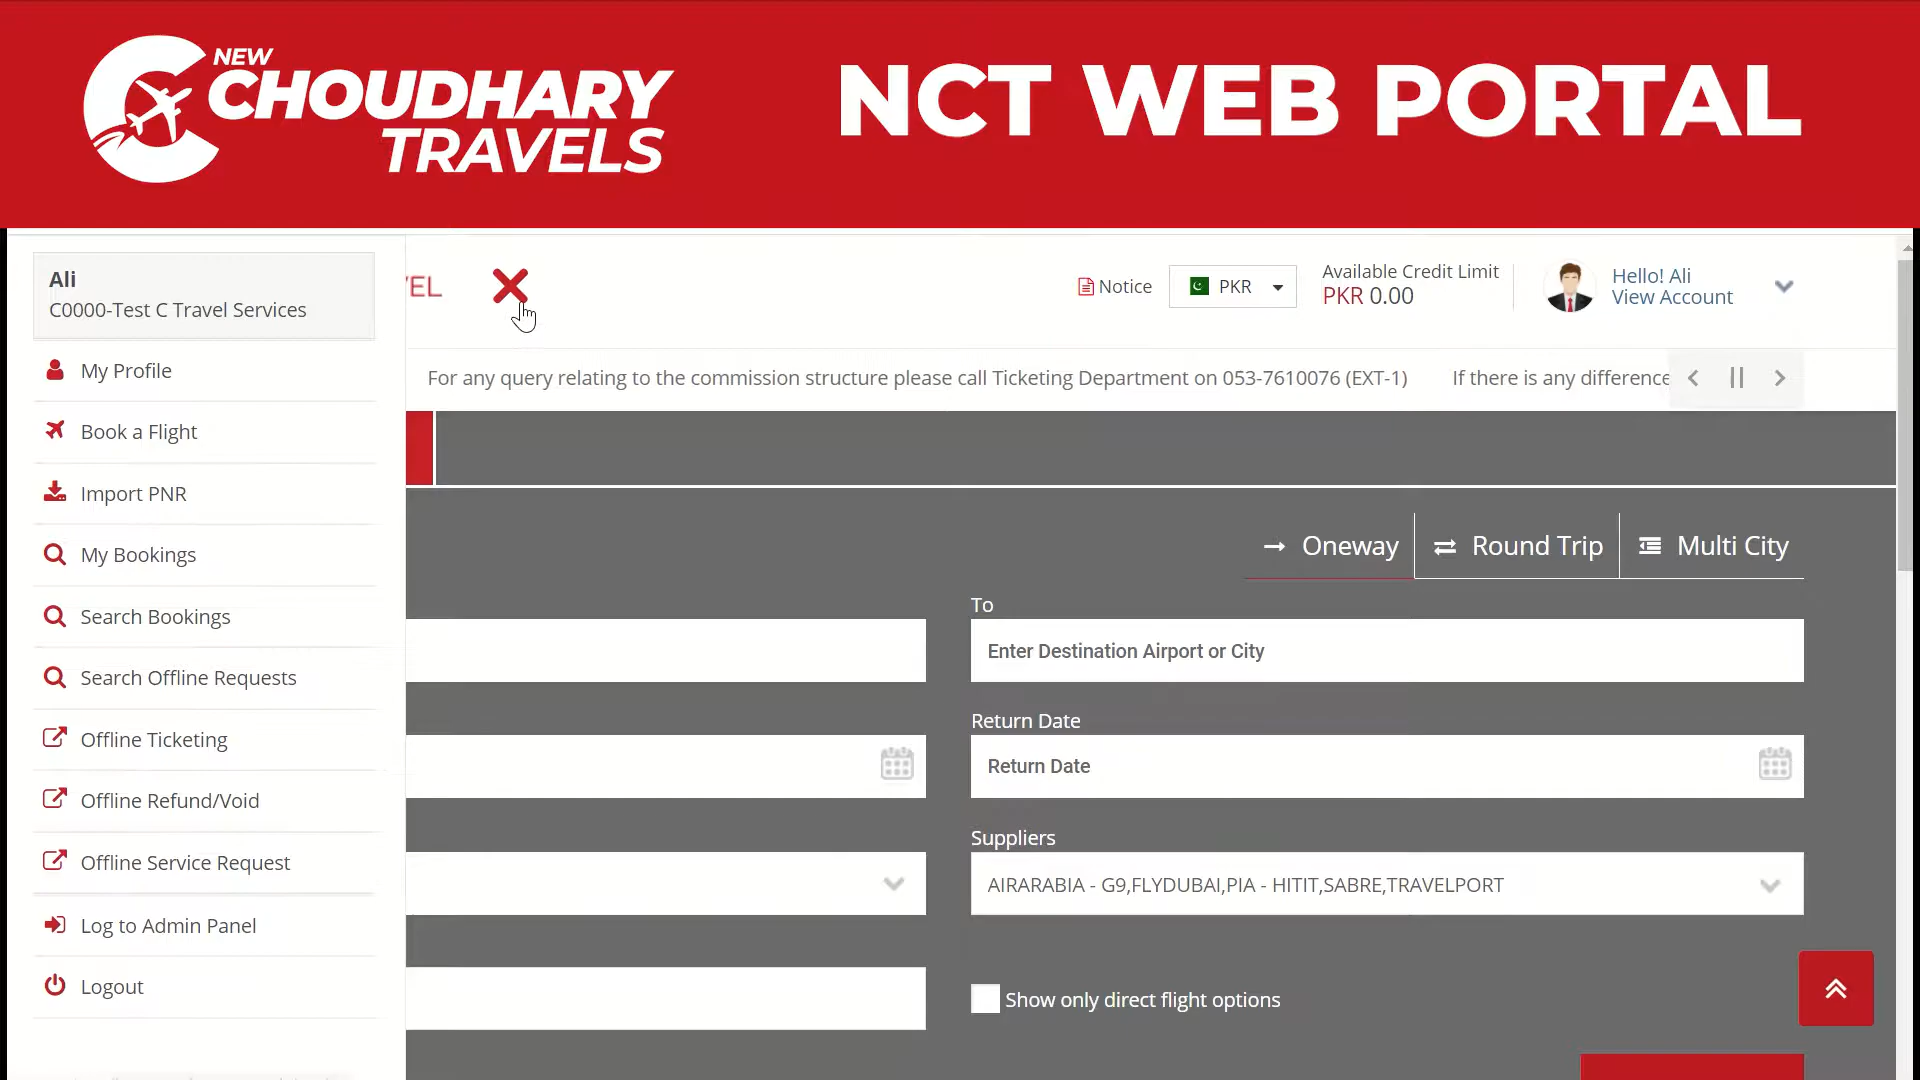 NEW
CHOUDHARY
TRAVELS
NCT WEB PORTAL
Ali
C0000-Test C Travel Services
My Profile
Book a Flight
Import PNR
My Bookings
Search Bookings
Search Offline Requests
Offline Ticketing
Offline Refund/Void
Offline Service Request
Log to Admin Panel
Logout
VEL
Notice
PKR
Available Credit Limit
PKR 0.00
Hello! Ali
View Account
For any query relating to the commission structure please call Ticketing Department on 053-7610076 (EXT-1)
If there is any difference
Oneway
Round Trip
Multi City
To
Enter Destination Airport or City
Return Date
Return Date
Suppliers
AIRARABIA - G9,FLYDUBAI,PIA - HITIT,SABRE,TRAVELPORT
Show only direct flight options